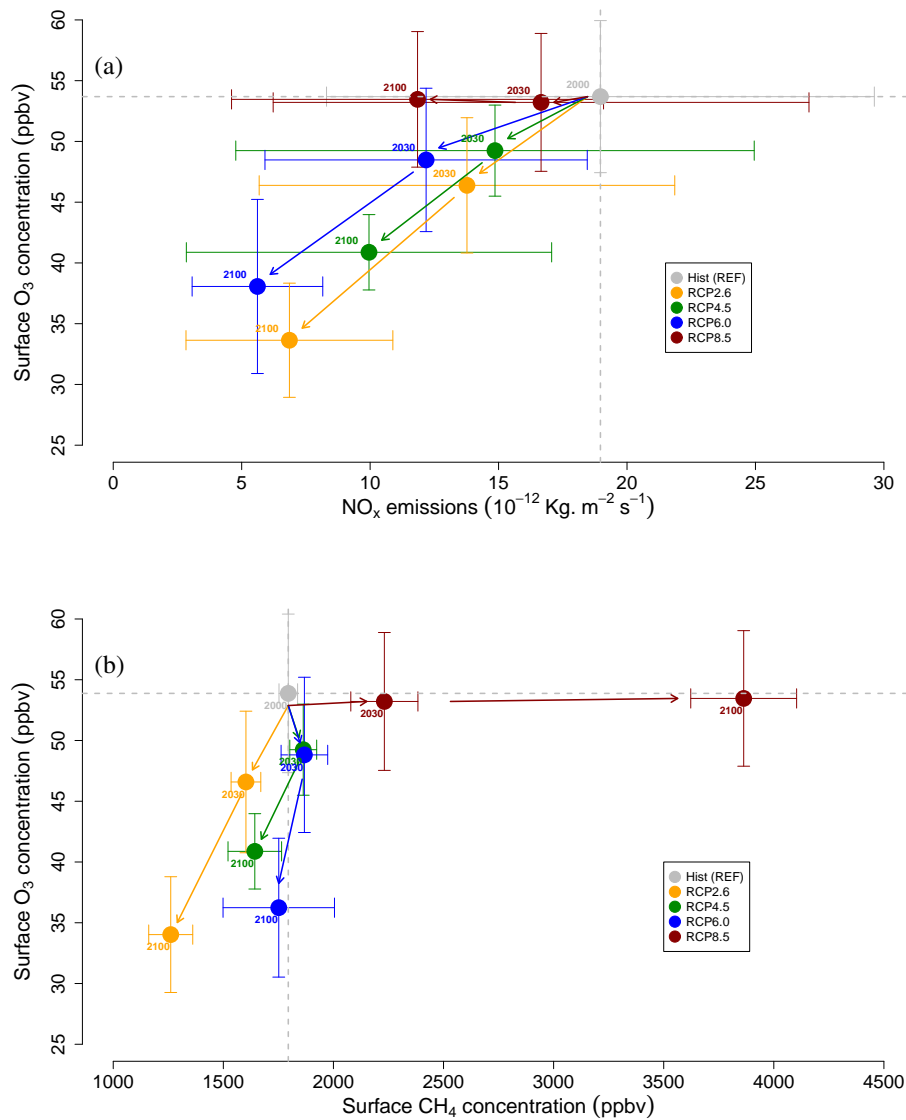 (a)
Surface O₃ concentration (ppbv)
60
55
50
45
40
35
30
25
2100
2030
2000
2030
2030
2030
2100
2100
2100
Hist (REF)
RCP2.6
RCP4.5
RCP6.0
RCP8.5
0 5 10 15 20 25 30
NOₓ emissions (10⁻¹² Kg. m⁻² s⁻¹)
(b)
Surface O₃ concentration (ppbv)
60
55
50
45
40
35
30
25
2000
2030
2100
2030
2030
2030
2100
2100
2100
Hist (REF)
RCP2.6
RCP4.5
RCP6.0
RCP8.5
1000 1500 2000 2500 3000 3500 4000 4500
Surface CH₄ concentration (ppbv)